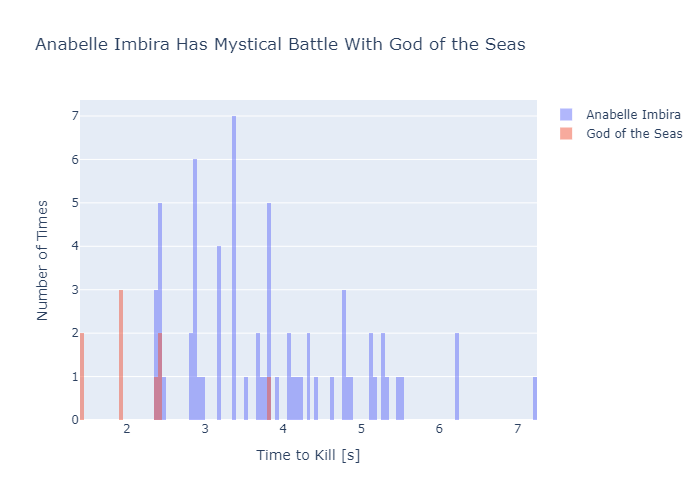 Anabelle Imbira Has Mystical Battle With God of the Seas
Anabelle Imbira
God of the Seas
Number of Times
7
6
5
4
3
2
1
0
2 3 4 5 6 7
Time to Kill [s]